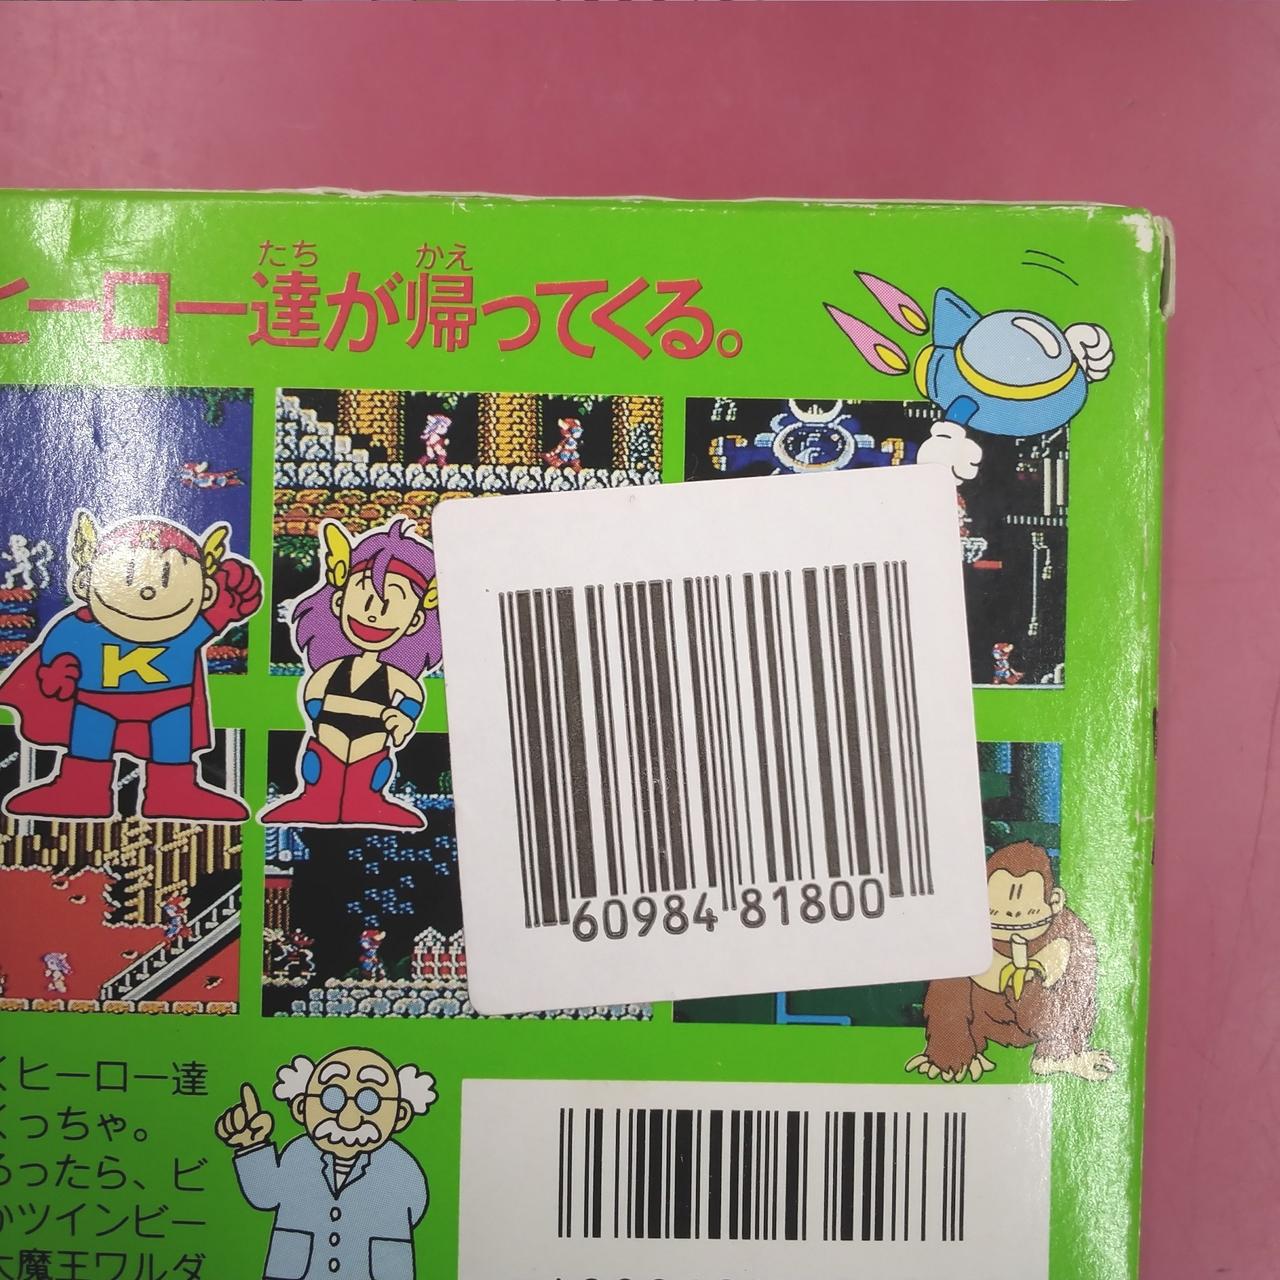 ヒーロー達が帰ってくる。
たち かえ
K
60984 81800
くヒーロー達
くっちゃ。
ったら、ビ
ツインビー
大魔王ワルダ